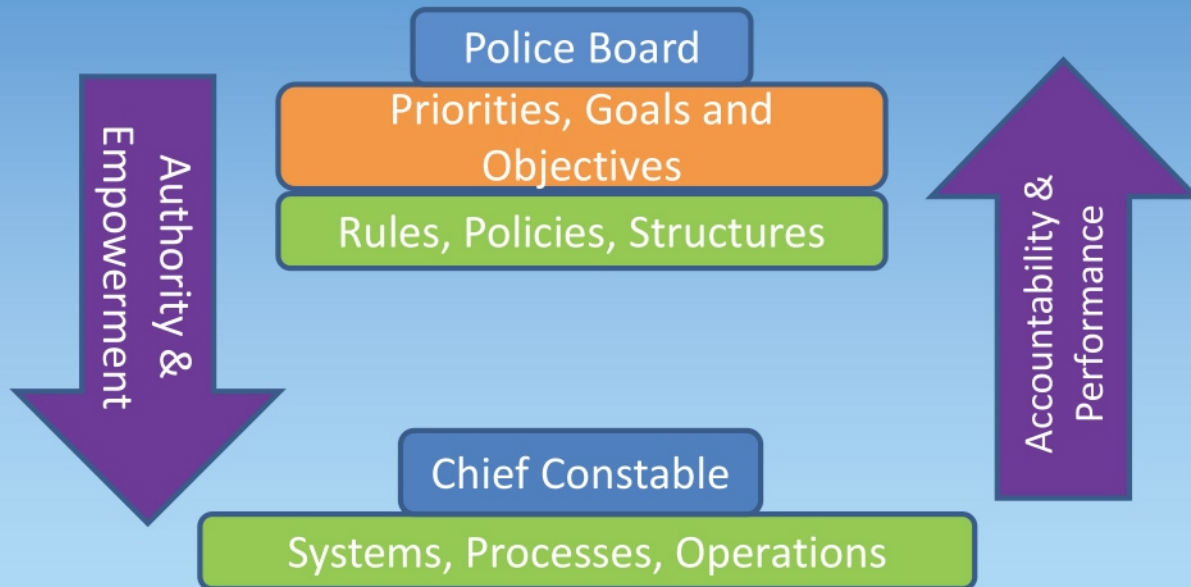 Police Board
Priorities, Goals and
Objectives
Rules, Policies, Structures
Authority &
Empowerment
Accountability &
Performance
Chief Constable
Systems, Processes, Operations